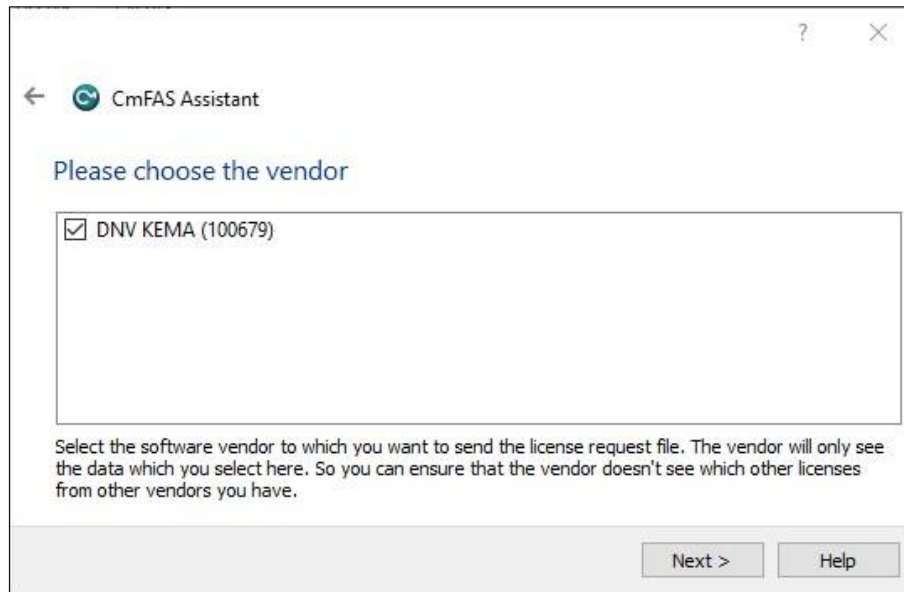 ?
CmFAS Assistant
Please choose the vendor
DNV KEMA (100679)
Select the software vendor to which you want to send the license request file. The vendor will only see
the data which you select here. So you can ensure that the vendor doesn't see which other licenses
from other vendors you have.
Next >
Help